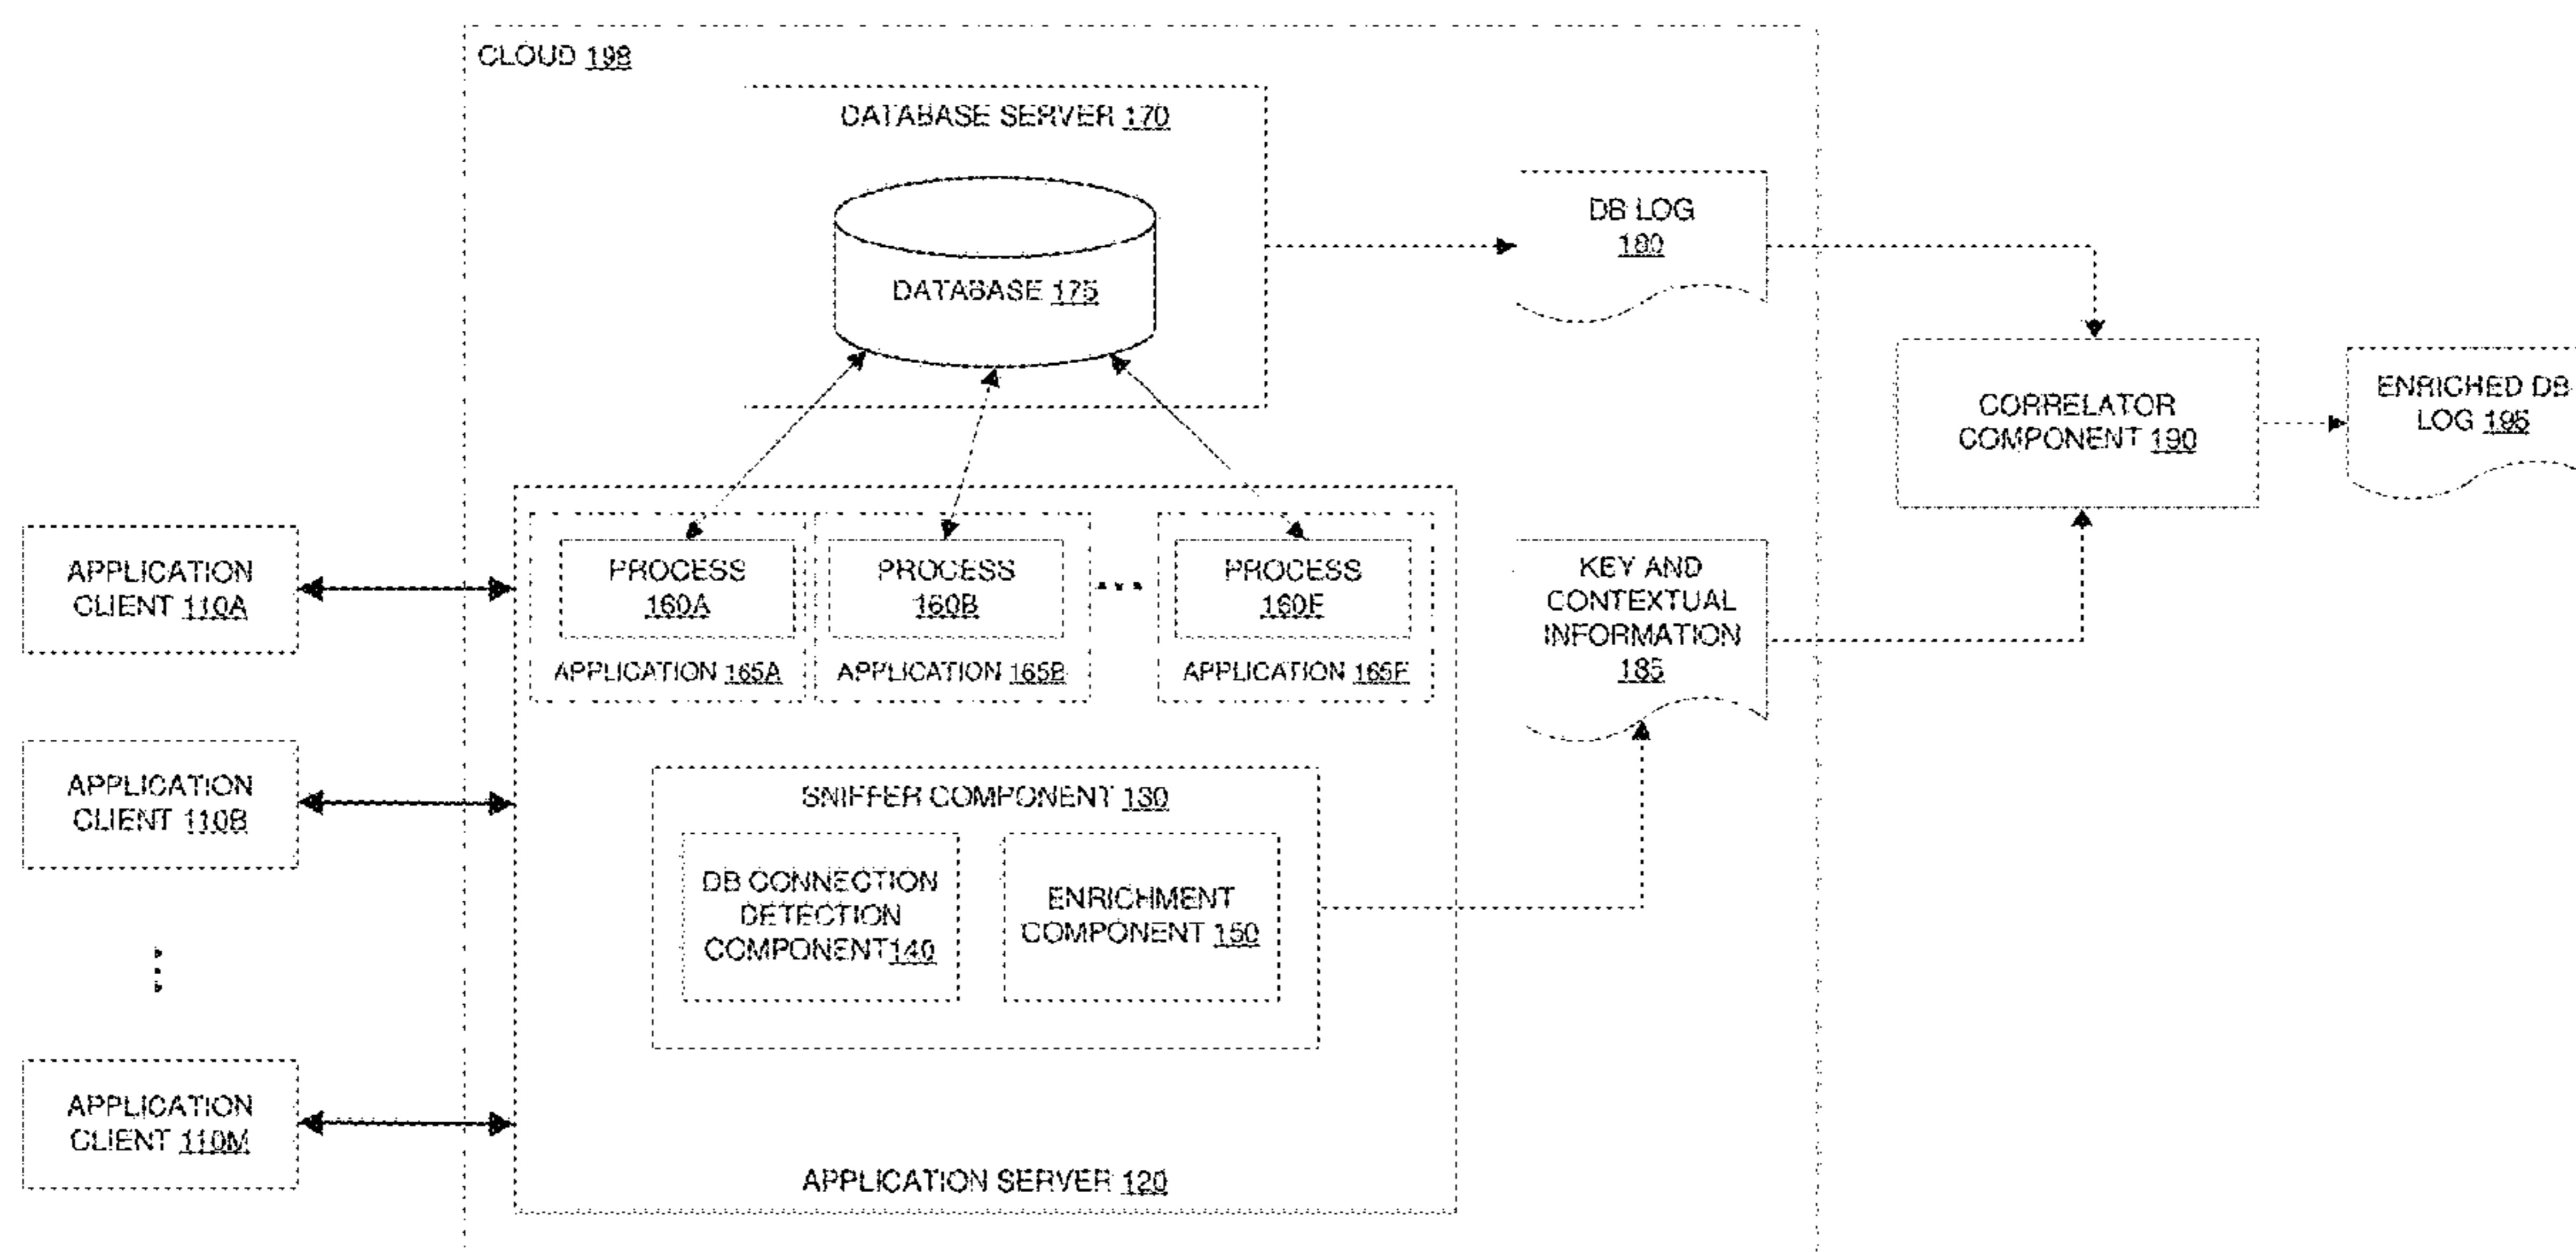 CLOUD 198
DATABASE SERVER 170
DATABASE 175
DB LOG
180
CORRELATOR
COMPONENT 190
ENRICHED DB
LOG 195
APPLICATION
CLIENT 110A
PROCESS
160A
APPLICATION 165A
PROCESS
160B
APPLICATION 165B
PROCESS
160E
APPLICATION 165E
KEY AND
CONTEXTUAL
INFORMATION
185
APPLICATION
CLIENT 110B
SNIFFER COMPONENT 130
DB CONNECTION
DETECTION
COMPONENT140
ENRICHMENT
COMPONENT 150
APPLICATION
CLIENT 110M
APPLICATION SERVER 120